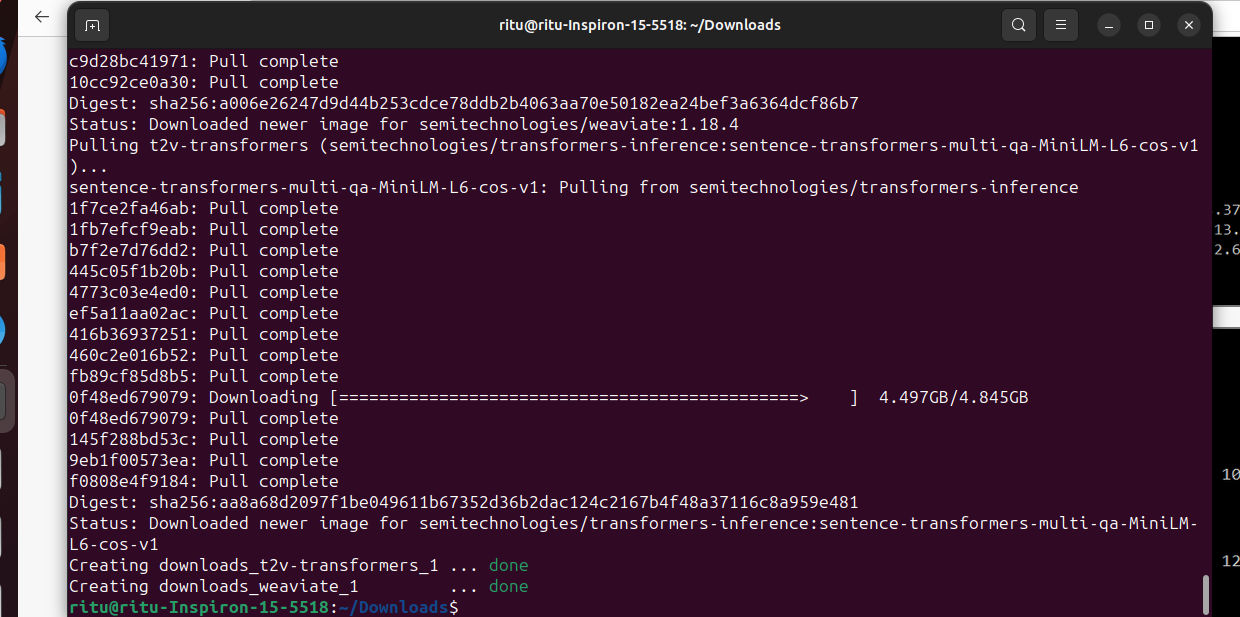 ritu@ritu-Inspiron-15-5518: ~/Downloads
c9d28bc41971: Pull complete
10cc92ce0a30: Pull complete
Digest: sha256:a006e26247d9d44b253cdce78ddb2b4063aa70e50182ea24bef3a6364dcf86b7
Status: Downloaded newer image for semitechnologies/weaviate:1.18.4
Pulling t2v-transformers (semitechnologies/transformers-inference:sentence-transformers-multi-qa-MiniLM-L6-cos-v1
)...
sentence-transformers-multi-qa-MiniLM-L6-cos-v1: Pulling from semitechnologies/transformers-inference
1f7ce2fa46ab: Pull complete
1fb7efcf9eab: Pull complete
b7f2e7d76dd2: Pull complete
445c05f1b20b: Pull complete
4773c03e4ed0: Pull complete
ef5a11aa02ac: Pull complete
416b36937251: Pull complete
460c2e016b52: Pull complete
fb89cf85d8b5: Pull complete
0f48ed679079: Downloading [==============================================>    ]  4.497GB/4.845GB
0f48ed679079: Pull complete
145f288bd53c: Pull complete
9eb1f00573ea: Pull complete
f0808e4f9184: Pull complete
Digest: sha256:aa8a68d2097f1be049611b67352d36b2dac124c2167b4f48a37116c8a959e481
Status: Downloaded newer image for semitechnologies/transformers-inference:sentence-transformers-multi-qa-MiniLM-
L6-cos-v1
Creating downloads_t2v-transformers_1 ... done
Creating downloads_weaviate_1         ... done
ritu@ritu-Inspiron-15-5518:~/Downloads$
.37
13.
2.6
10
12